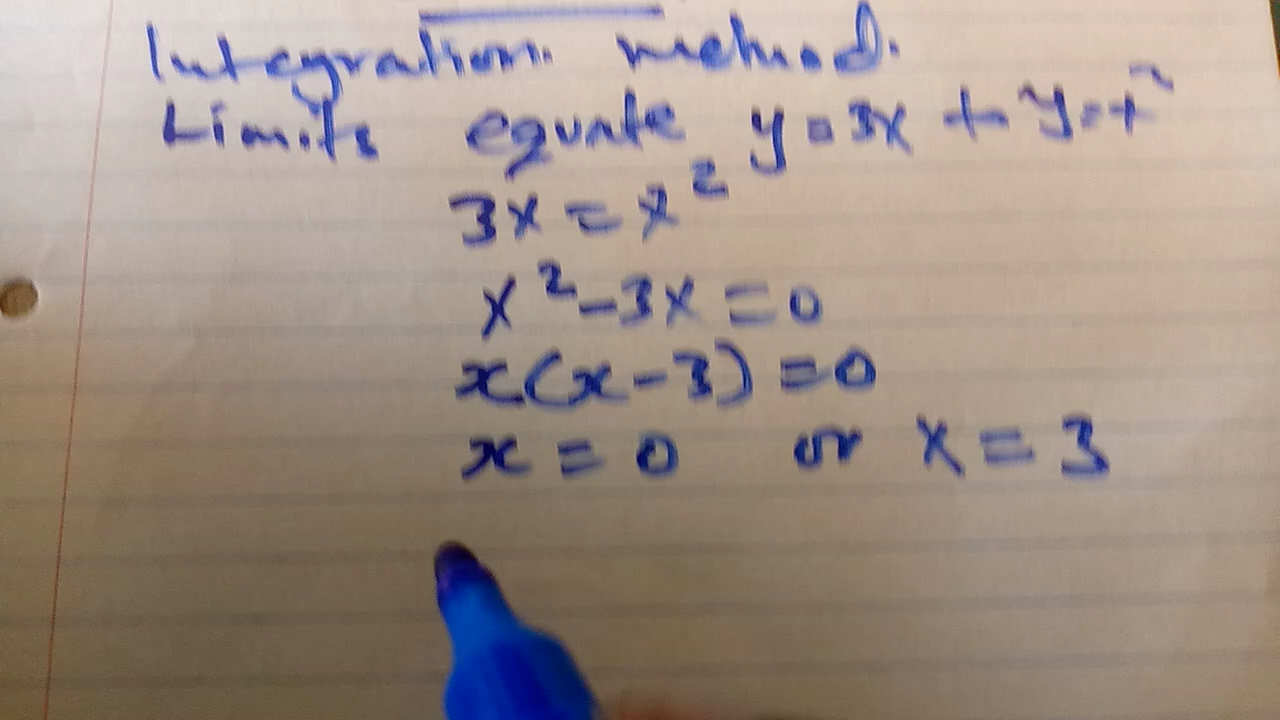 Integration method.
Limits equate y=3x to y=x²
3x = x²
x² - 3x = 0
x(x-3) = 0
x = 0 or x = 3